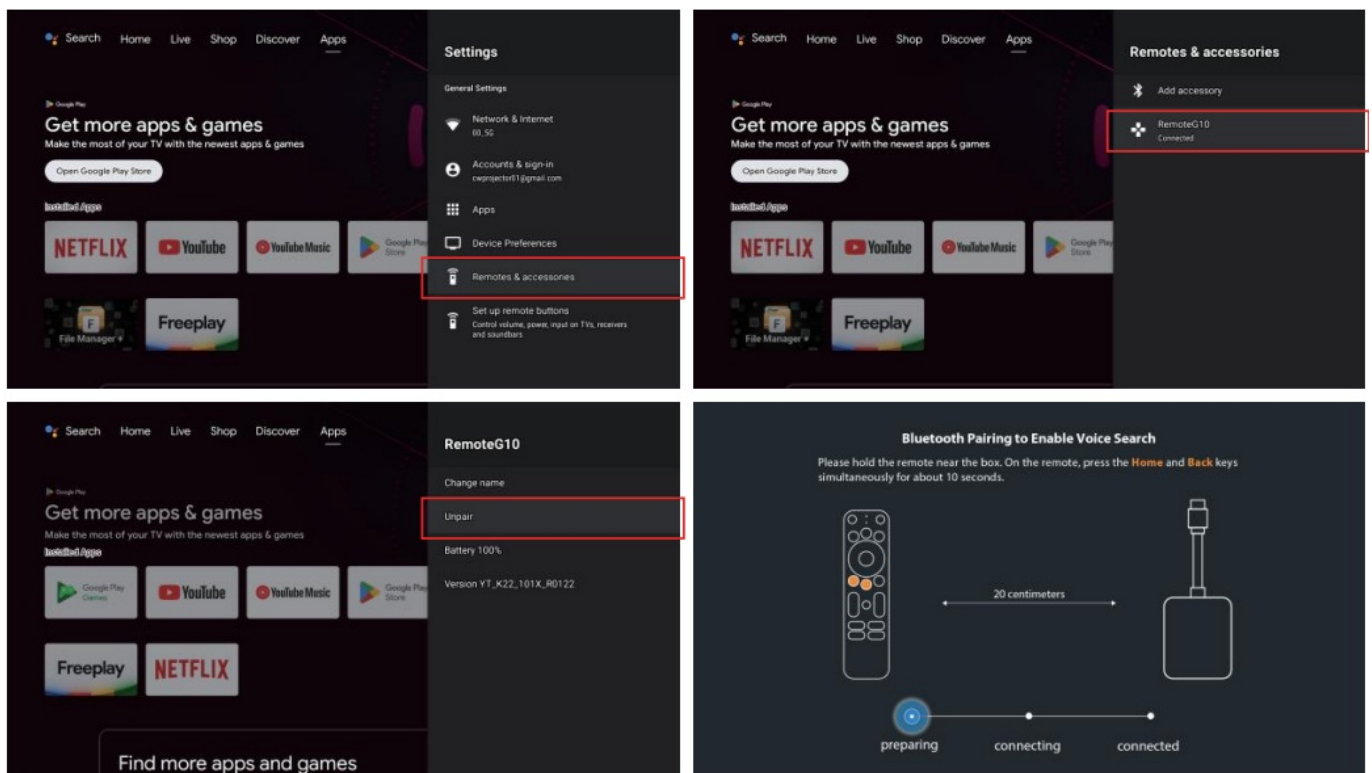 Search Home Live Shop Discover Apps
Google Play
Get more apps & games
Make the most of your TV with the newest apps & games
Open Google Play Store
Installed Apps
NETFLIX
YouTube
YouTube Music
Google Play
Store
F
File Manager +
Freeplay
Settings
General Settings
Network & Internet
Accounts & sign-in
cwprojector01@gmail.com
Apps
Device Preferences
Remotes & accessories
Set up remote buttons
Control volume, power, input on TVs, receivers
and soundbars
Search Home Live Shop Discover Apps
Google Play
Get more apps & games
Make the most of your TV with the newest apps & games
Open Google Play Store
Installed Apps
NETFLIX
YouTube
YouTube Music
Google Play
Store
F
File Manager +
Freeplay
Remotes & accessories
Add accessory
RemoteG10
Connected
Search Home Live Shop Discover Apps
Google Play
Get more apps & games
Make the most of your TV with the newest apps & games
Installed Apps
Google Play
Games
YouTube
YouTube Music
Google Play
Store
Freeplay
NETFLIX
Find more apps and games
RemoteG10
Change name
Unpair
Battery 100%
Version YT_K22_101X_R0122
Bluetooth Pairing to Enable Voice Search
Please hold the remote near the box. On the remote, press the Home and Back keys
simultaneously for about 10 seconds.
20 centimeters
preparing connecting connected